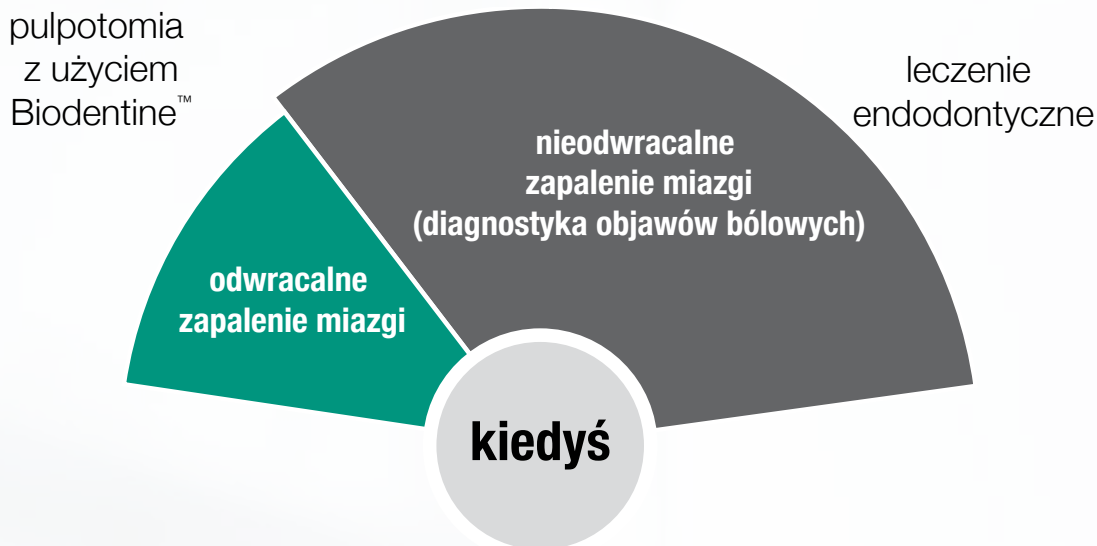 pulpotomia
z użyciem
Biodentine™
leczenie
endodontyczne
nieodwracalne
zapalenie miazgi
(diagnostyka objawów bólowych)
odwracalne
zapalenie miazgi
kiedyś